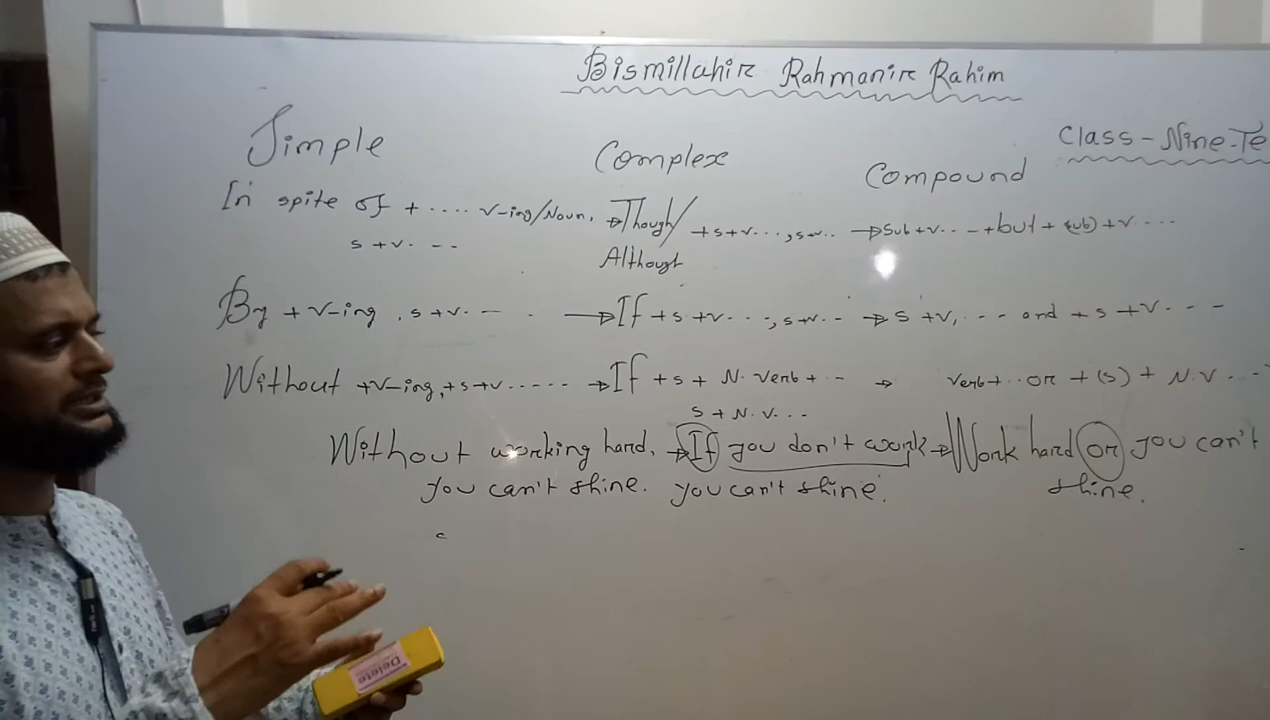 Bismillahir Rahmanir Rahim
Class-Nine-Te
Simple Complex Compound
In spite of + .... v-ing/Noun, → Though/ +s+v...,s+v.. → Sub+v.. -+but + (sub)+v ....
s+v. - -- Although
By +v-ing, s+v. -- . → If +s +v---,s+v.-- → s +v, --- and +s +v - - -
Without +v-ing,+s+v..... -- → If +s+ N. verb+ -- → verb+ .. or +(s)+ N.V ...
s+N.v...
Without working hard, → If you don't work → Work hard or you can't
you can't shine. you can't shine. shine.
c
Delete